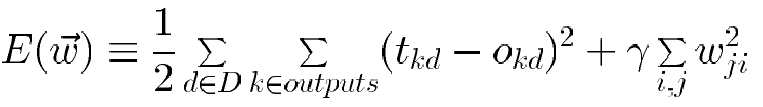 $E(\vec{w}) \equiv \frac{1}{2} \sum_{d \in D} \sum_{k \in outputs} (t_{kd} - o_{kd})^2 + \gamma \sum_{i,j} w_{ji}^2$